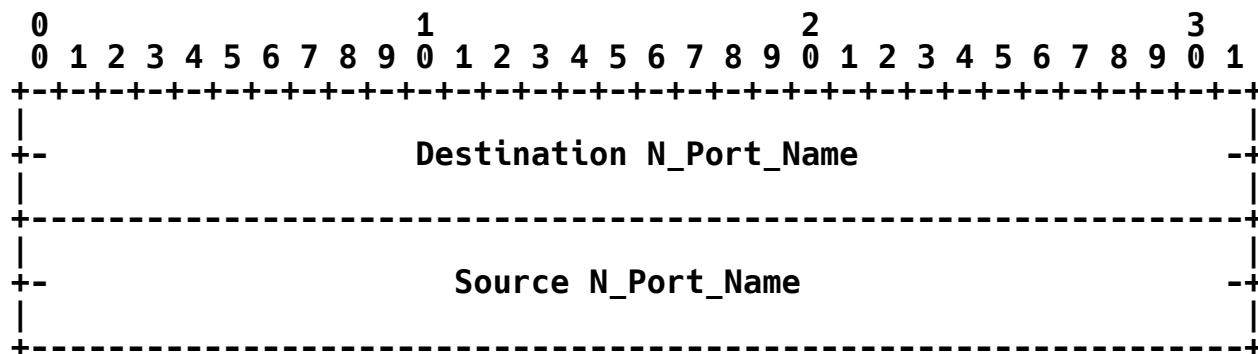 0                   1                   2                   3
 0 1 2 3 4 5 6 7 8 9 0 1 2 3 4 5 6 7 8 9 0 1 2 3 4 5 6 7 8 9 0 1
+-+-+-+-+-+-+-+-+-+-+-+-+-+-+-+-+-+-+-+-+-+-+-+-+-+-+-+-+-+-+-+-+
|                                                               |
+-                   Destination N_Port_Name                   -+
|                                                               |
+---------------------------------------------------------------+
|                                                               |
+-                     Source N_Port_Name                      -+
|                                                               |
+---------------------------------------------------------------+